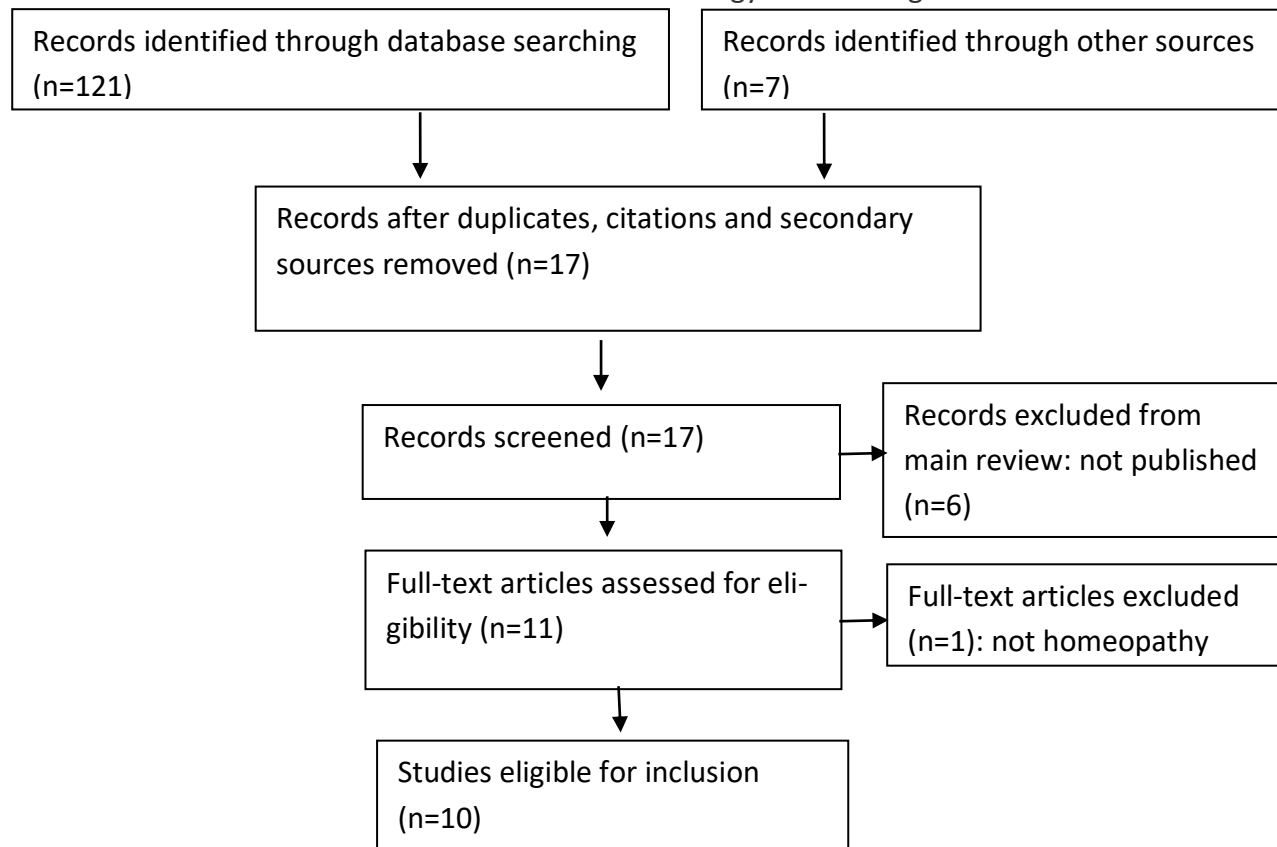 Records identified through database searching
(n=121)
Records identified through other sources
(n=7)
Records after duplicates, citations and secondary
sources removed (n=17)
Records screened (n=17)
Records excluded from
main review: not published
(n=6)
Full-text articles assessed for eli-
gibility (n=11)
Full-text articles excluded
(n=1): not homeopathy
Studies eligible for inclusion
(n=10)